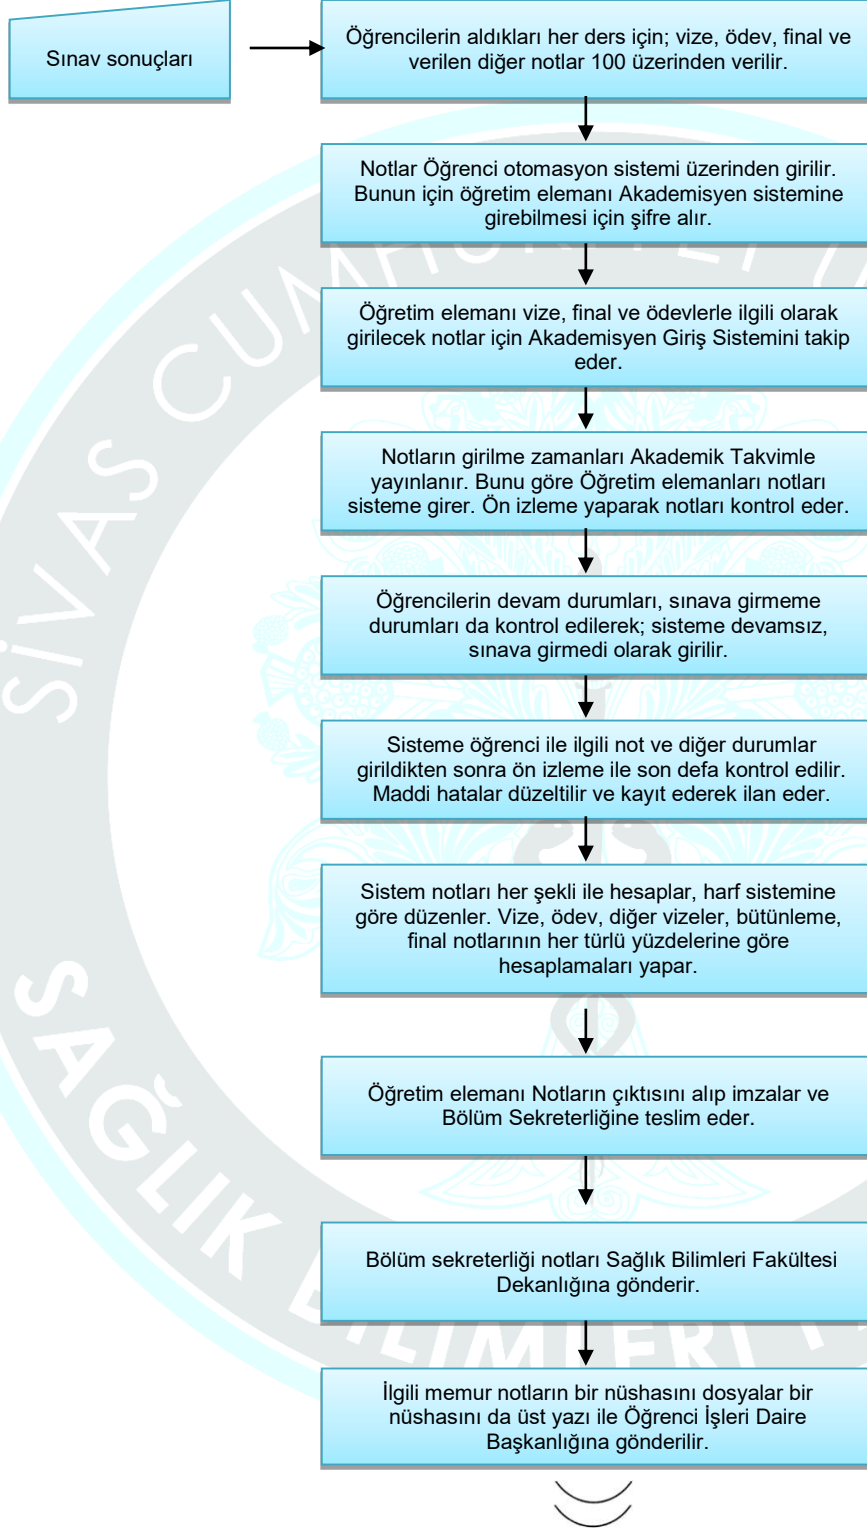 Sınav sonuçları
Öğrencilerin aldıkları her ders için; vize, ödev, final ve
verilen diğer notlar 100 üzerinden verilir.
Notlar Öğrenci otomasyon sistemi üzerinden girilir.
Bunun için öğretim elemanı Akademisyen sistemine
girebilmesi için şifre alır.
Öğretim elemanı vize, final ve ödevlerle ilgili olarak
girilecek notlar için Akademisyen Giriş Sistemini takip
eder.
Notların girilme zamanları Akademik Takvimle
yayınlanır. Bunu göre Öğretim elemanları notları
sisteme girer. Ön izleme yaparak notları kontrol eder.
Öğrencilerin devam durumları, sınava girmeme
durumları da kontrol edilerek; sisteme devamsız,
sınava girmedi olarak girilir.
Sisteme öğrenci ile ilgili not ve diğer durumlar
girildikten sonra ön izleme ile son defa kontrol edilir.
Maddi hatalar düzeltilir ve kayıt ederek ilan eder.
Sistem notları her şekli ile hesaplar, harf sistemine
göre düzenler. Vize, ödev, diğer vizeler, bütünleme,
final notlarının her türlü yüzdelerine göre
hesaplamaları yapar.
Öğretim elemanı Notların çıktısını alıp imzalar ve
Bölüm Sekreterliğine teslim eder.
Bölüm sekreterliği notları Sağlık Bilimleri Fakültesi
Dekanlığına gönderir.
İlgili memur notların bir nüshasını dosyalar bir
nüshasını da üst yazı ile Öğrenci İşleri Daire
Başkanlığına gönderilir.
SİVAS CUMHURİYET Ü
SAĞLIK BİLİMLERİ F